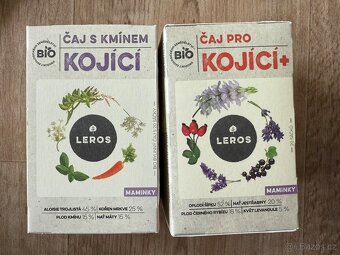 BIO
ČAJ S KMÍNEM
KOJÍCÍ
LEROS
MAMINKY
ALOISIE TROJLISTÁ 45 % KOŘEN MRKVE 25 %
PLOD KMÍNU 15 % NAŤ MÁTY 15 %
BIO
ČAJ PRO
KOJÍCÍ+
LEROS
MAMINKY
OPLODÍ ŠÍPKU 52 % NAŤ JESTŘABINY 20 %
PLOD ČERNÉHO RYBÍZU 18 % KVĚT LEVANDULE 5 %